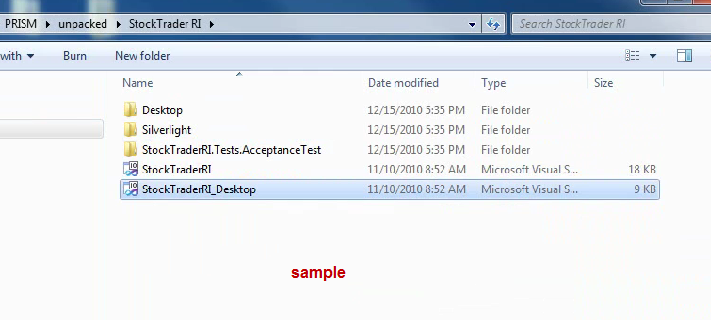 PRISM unpacked StockTrader RI Search StockTrader RI
with Burn New folder
Name Date modified Type Size
Desktop 12/15/2010 5:35 PM File folder
Silverlight 12/15/2010 5:35 PM File folder
StockTraderRI.Tests.AcceptanceTest 12/15/2010 5:35 PM File folder
StockTraderRI 11/10/2010 8:52 AM Microsoft Visual S... 18 KB
StockTraderRI_Desktop 11/10/2010 8:52 AM Microsoft Visual S... 9 KB
sample